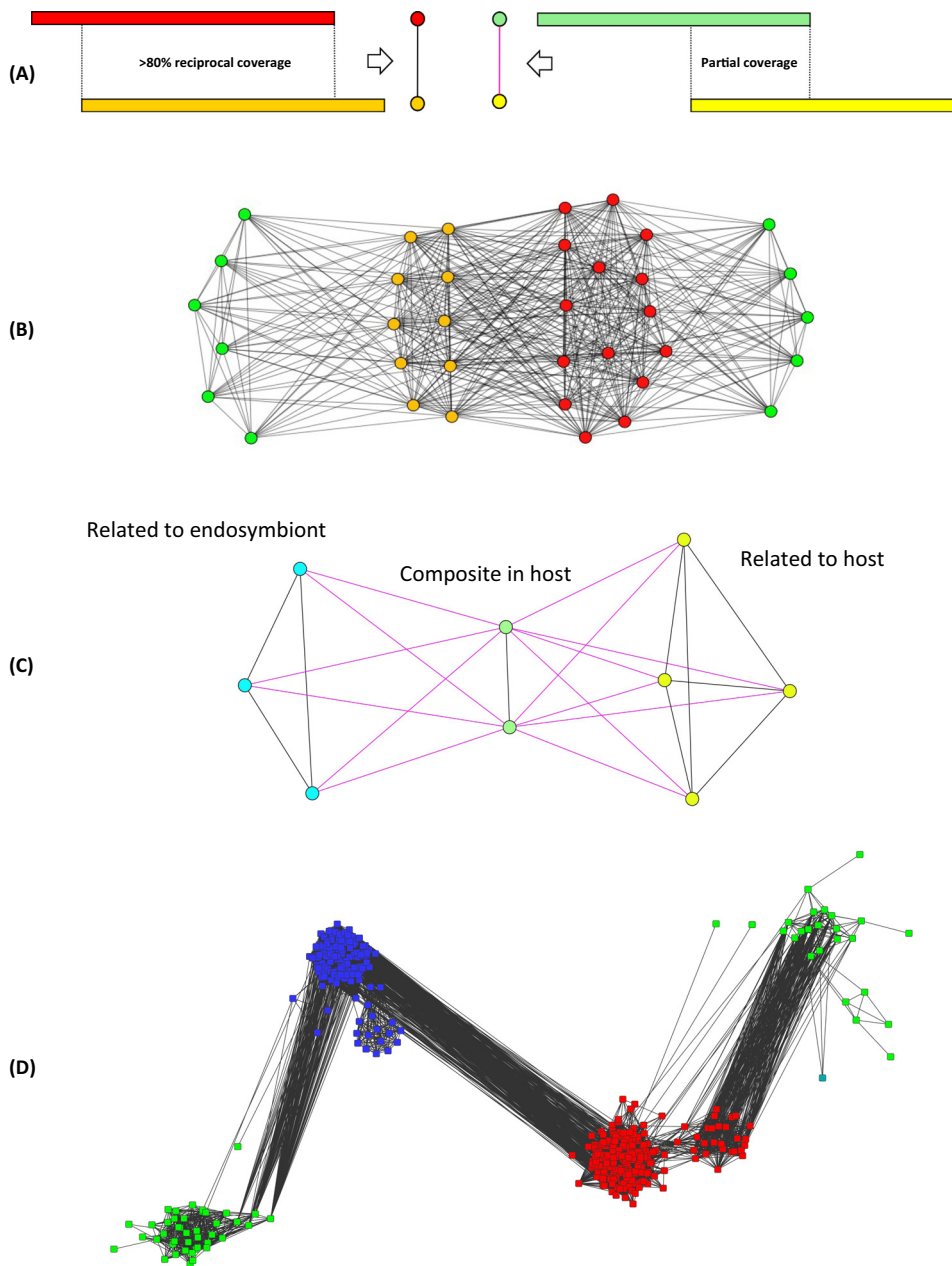 (A)
>80% reciprocal coverage
Partial coverage
(B)
Related to endosymbiont
Composite in host
Related to host
(C)
(D)